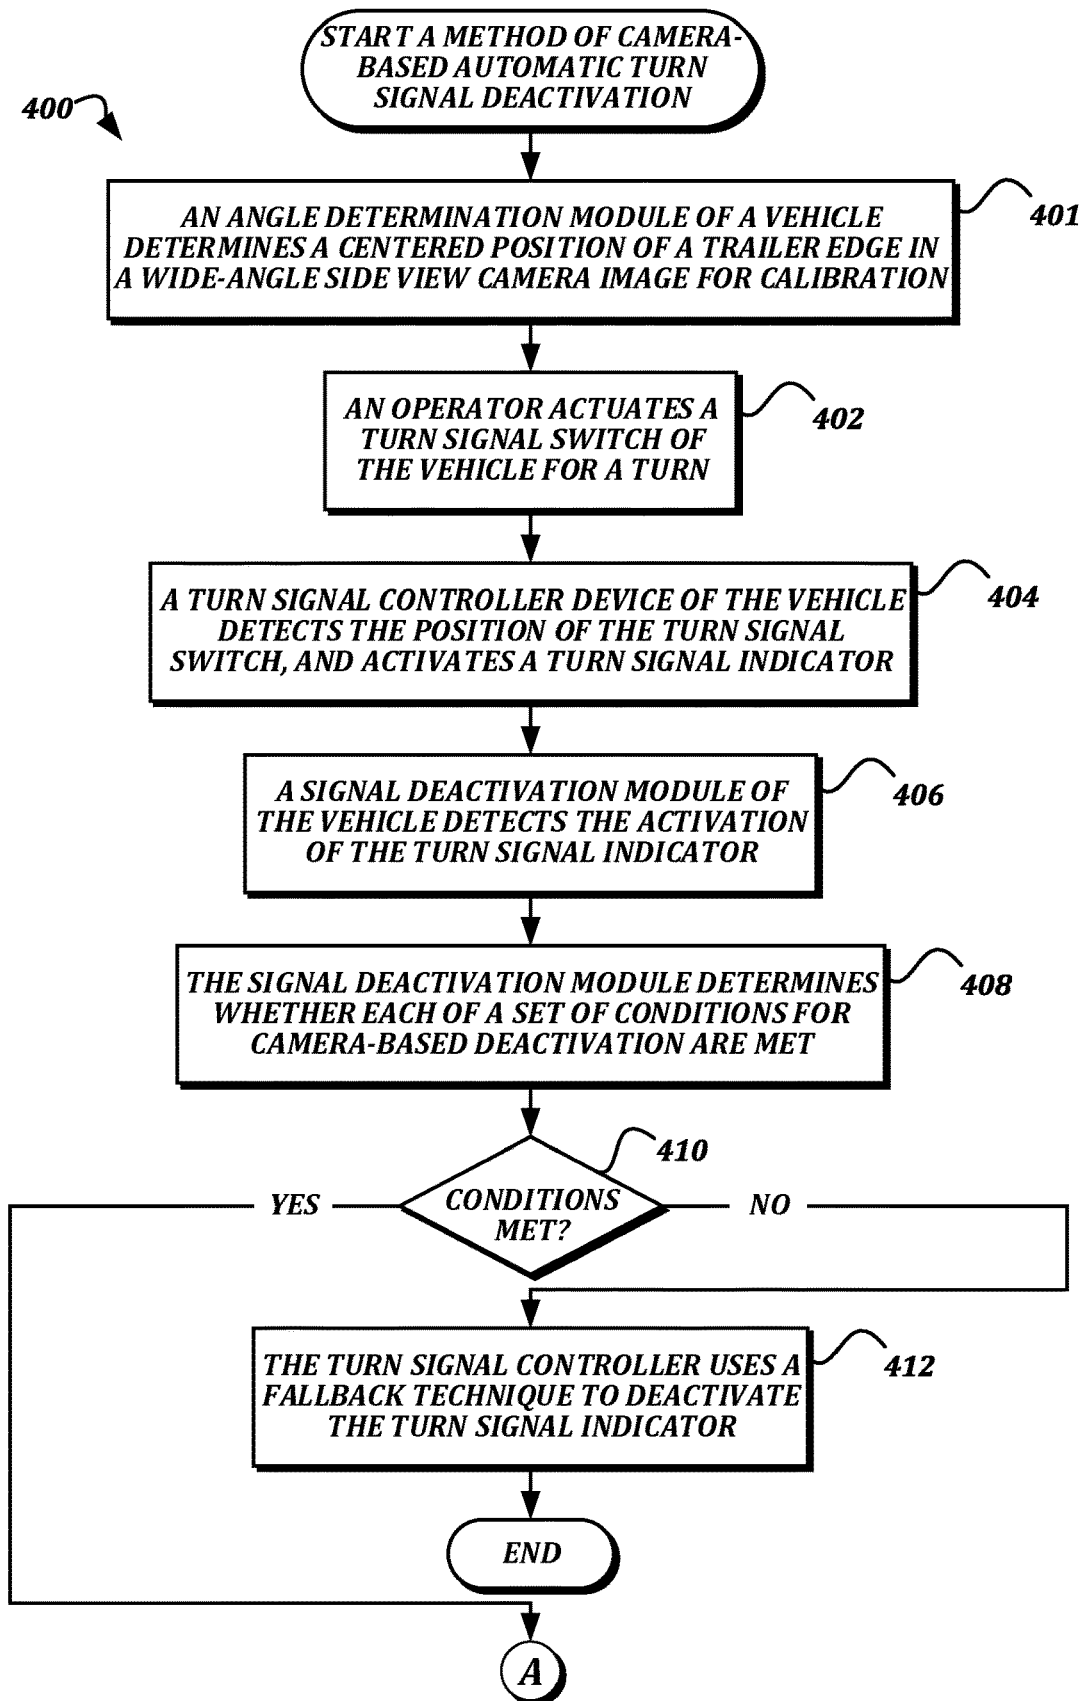 START A METHOD OF CAMERA-
BASED AUTOMATIC TURN
SIGNAL DEACTIVATION
400
AN ANGLE DETERMINATION MODULE OF A VEHICLE
DETERMINES A CENTERED POSITION OF A TRAILER EDGE IN
A WIDE-ANGLE SIDE VIEW CAMERA IMAGE FOR CALIBRATION
401
AN OPERATOR ACTUATES A
TURN SIGNAL SWITCH OF
THE VEHICLE FOR A TURN
402
A TURN SIGNAL CONTROLLER DEVICE OF THE VEHICLE
DETECTS THE POSITION OF THE TURN SIGNAL
SWITCH, AND ACTIVATES A TURN SIGNAL INDICATOR
404
A SIGNAL DEACTIVATION MODULE OF
THE VEHICLE DETECTS THE ACTIVATION
OF THE TURN SIGNAL INDICATOR
406
THE SIGNAL DEACTIVATION MODULE DETERMINES
WHETHER EACH OF A SET OF CONDITIONS FOR
CAMERA-BASED DEACTIVATION ARE MET
408
410
YES
CONDITIONS
MET?
NO
THE TURN SIGNAL CONTROLLER USES A
FALLBACK TECHNIQUE TO DEACTIVATE
THE TURN SIGNAL INDICATOR
412
END
A